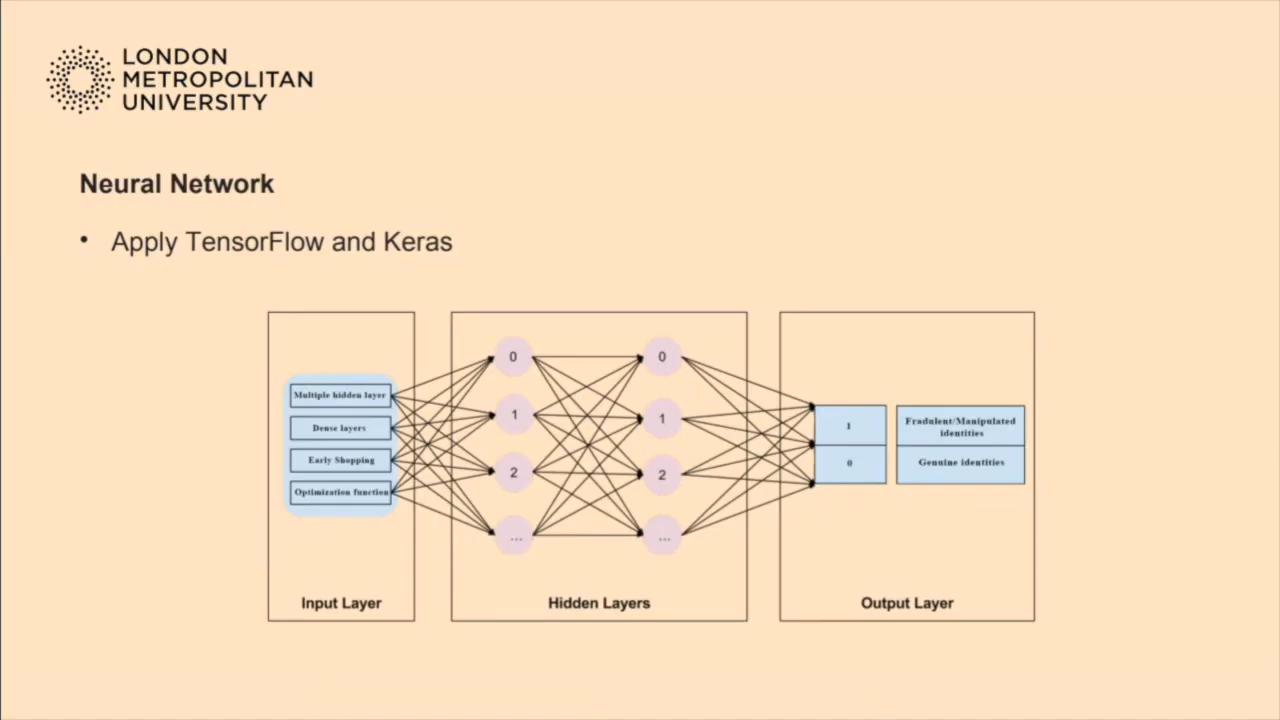 LONDON
METROPOLITAN
UNIVERSITY
Neural Network
• Apply TensorFlow and Keras
Multiple hidden layer
Dense layers
Early Shopping
Optimization function
Input Layer
0
1
2
...
0
1
2
...
Hidden Layers
1
0
Fradulent/Manipulated
identities
Genuine identities
Output Layer